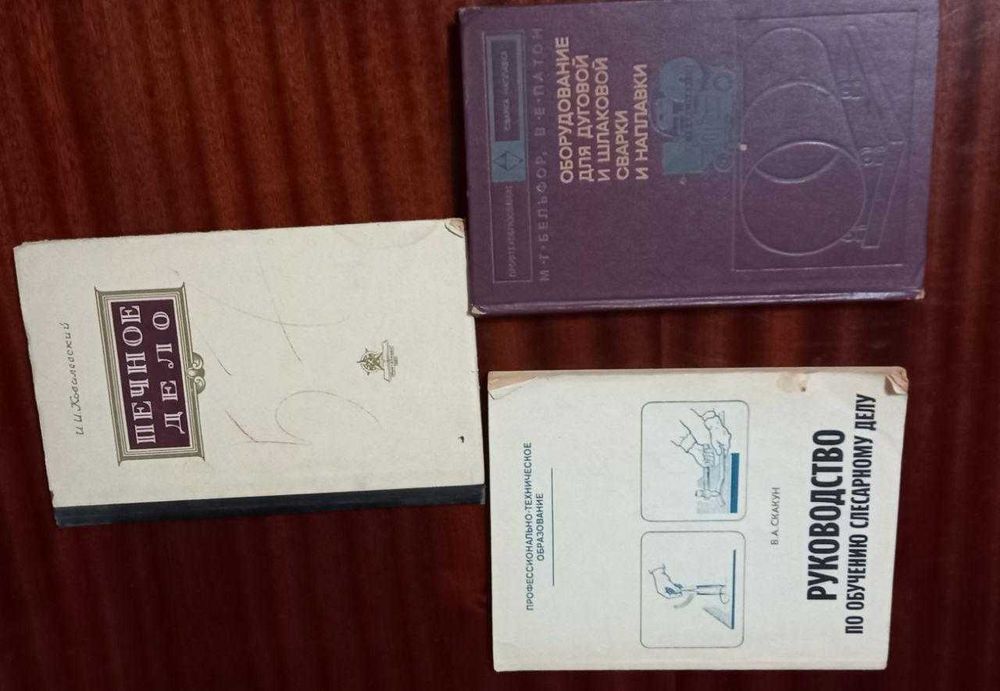 И. И. Ковалевский
ПЕЧНОЕ
ДЕЛО
ПРОФТЕХОБРАЗОВАНИЕ
СВАРКА
М·Г·БЕЛЬФОР, В·Е·ПАТОН
ОБОРУДОВАНИЕ
ДЛЯ ДУГОВОЙ
И ШЛАКОВОЙ
СВАРКИ
И НАПЛАВКИ
ПРОФЕССИОНАЛЬНО-ТЕХНИЧЕСКОЕ
ОБРАЗОВАНИЕ
В.А.СКАКУН
РУКОВОДСТВО
ПО ОБУЧЕНИЮ СЛЕСАРНОМУ ДЕЛУ